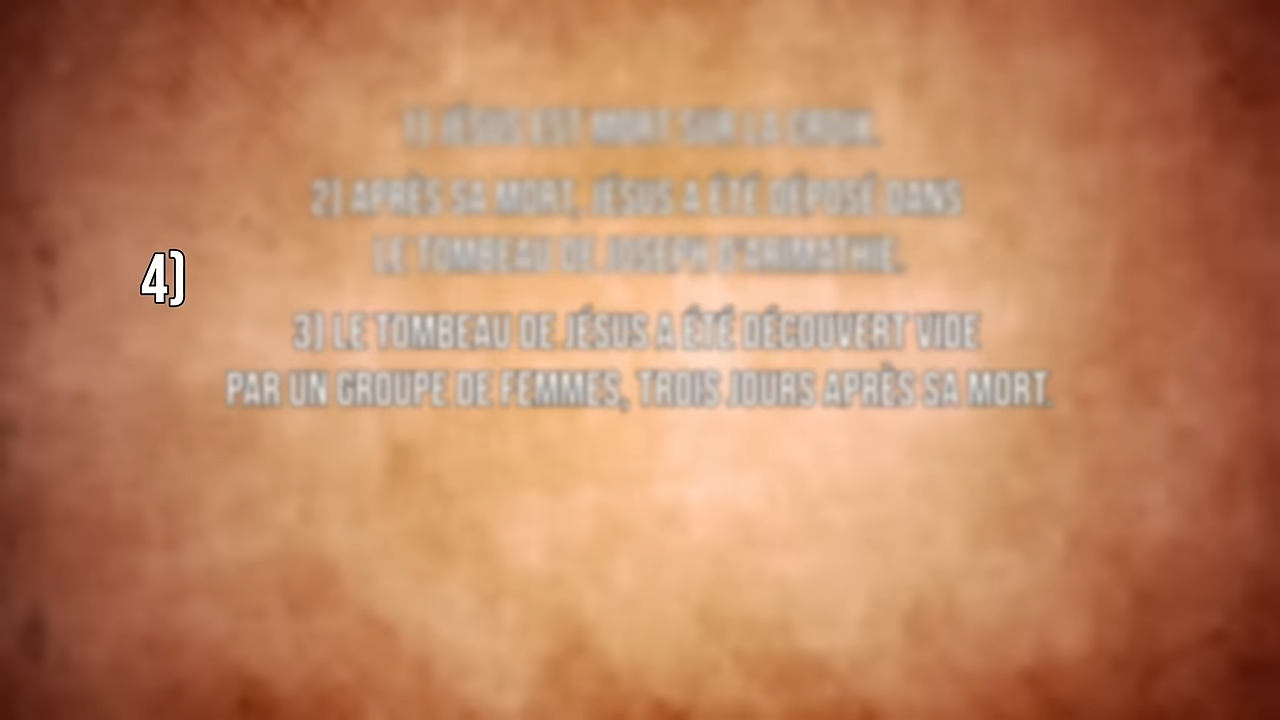 1) JÉSUS EST MORT SUR LA CROIX.
2) APRÈS SA MORT, JÉSUS A ÉTÉ DÉPOSÉ DANS
LE TOMBEAU DE JOSEPH D'ARIMATHIE.
4)
3) LE TOMBEAU DE JÉSUS A ÉTÉ DÉCOUVERT VIDE
PAR UN GROUPE DE FEMMES, TROIS JOURS APRÈS SA MORT.